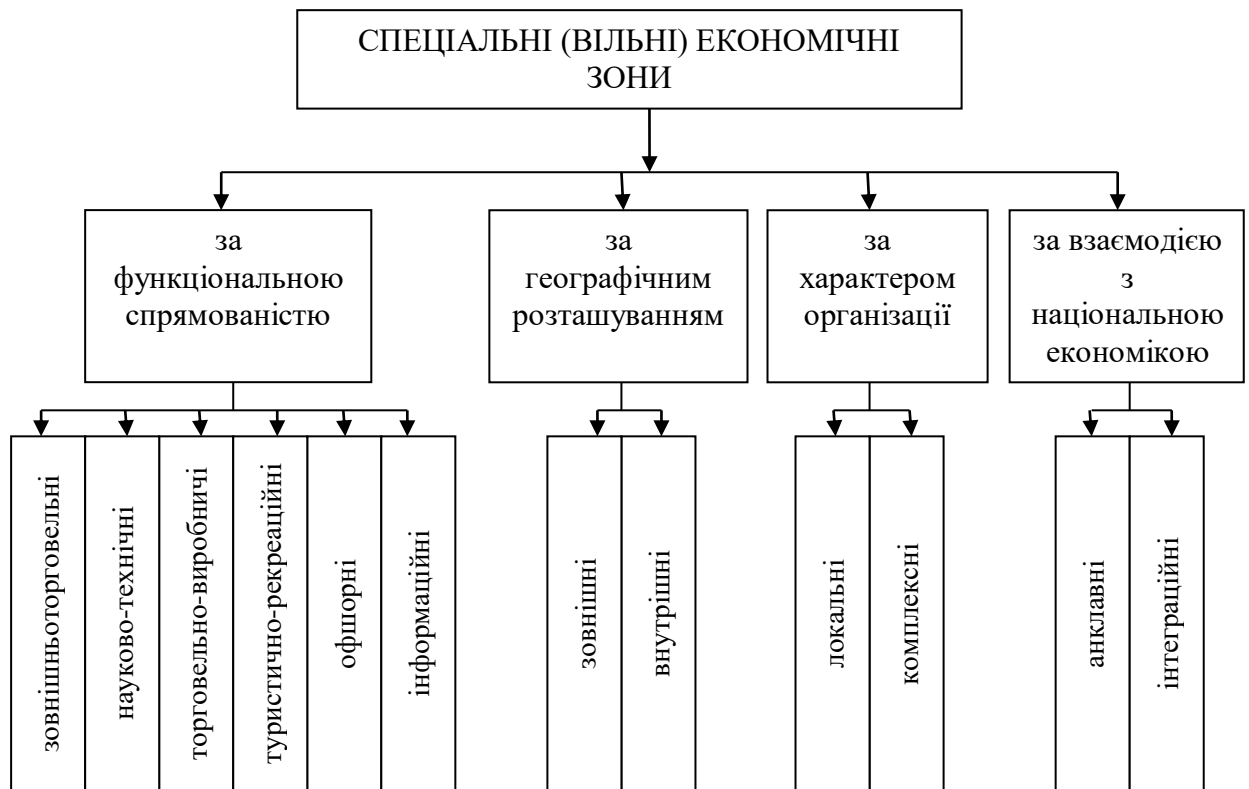 СПЕЦІАЛЬНІ (ВІЛЬНІ) ЕКОНОМІЧНІ
ЗОНИ
за
функціональною
спрямованістю
за
географічним
розташуванням
за
характером
організації
за взаємодією
з
національною
економікою
зовнішньоторговельні
науково-технічні
торговельно-виробничі
туристично-рекреаційні
офшорні
інформаційні
зовнішні
внутрішні
локальні
комплексні
анклавні
інтеграційні